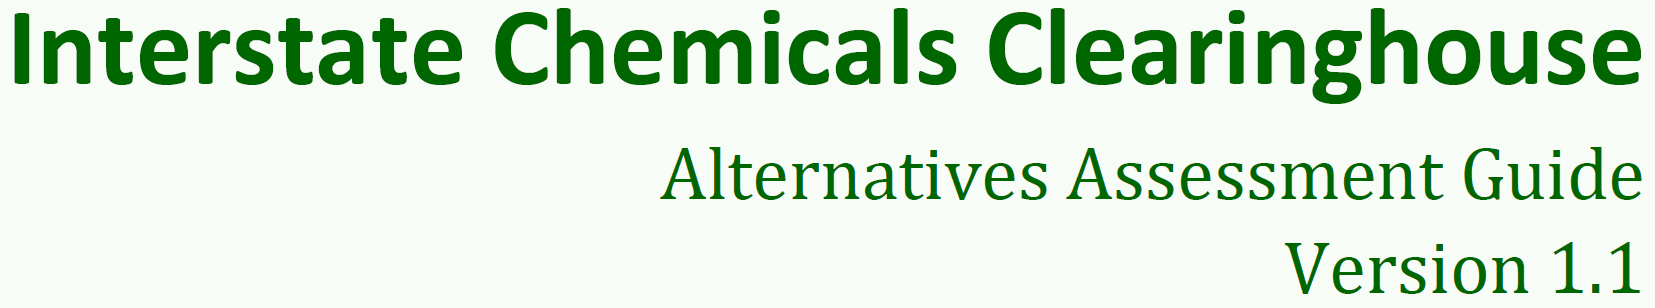 Interstate Chemicals Clearinghouse
Alternatives Assessment Guide
Version 1.1